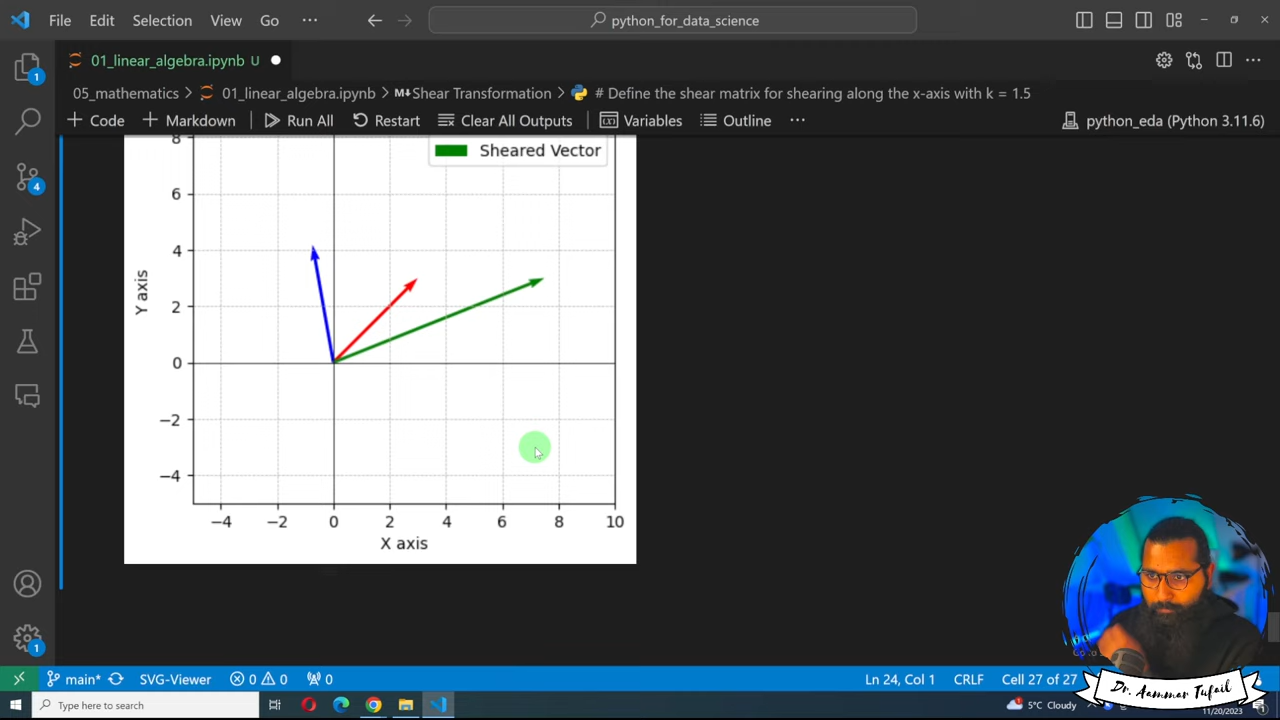 File Edit Selection View Go ··· python_for_data_science
01_linear_algebra.ipynb U
05_mathematics > 01_linear_algebra.ipynb > M↓Shear Transformation > # Define the shear matrix for shearing along the x-axis with k = 1.5
+ Code + Markdown Run All Restart Clear All Outputs Variables Outline ··· python_eda (Python 3.11.6)
1
4
1
8
6
4
2
0
−2
−4
Sheared Vector
Y axis
−4 −2 0 2 4 6 8 10
X axis
main* SVG-Viewer 0 0 0 Ln 24, Col 1 CRLF Cell 27 of 27
Dr. Aammar Tufail
Type here to search 5°C Cloudy 11/20/2023